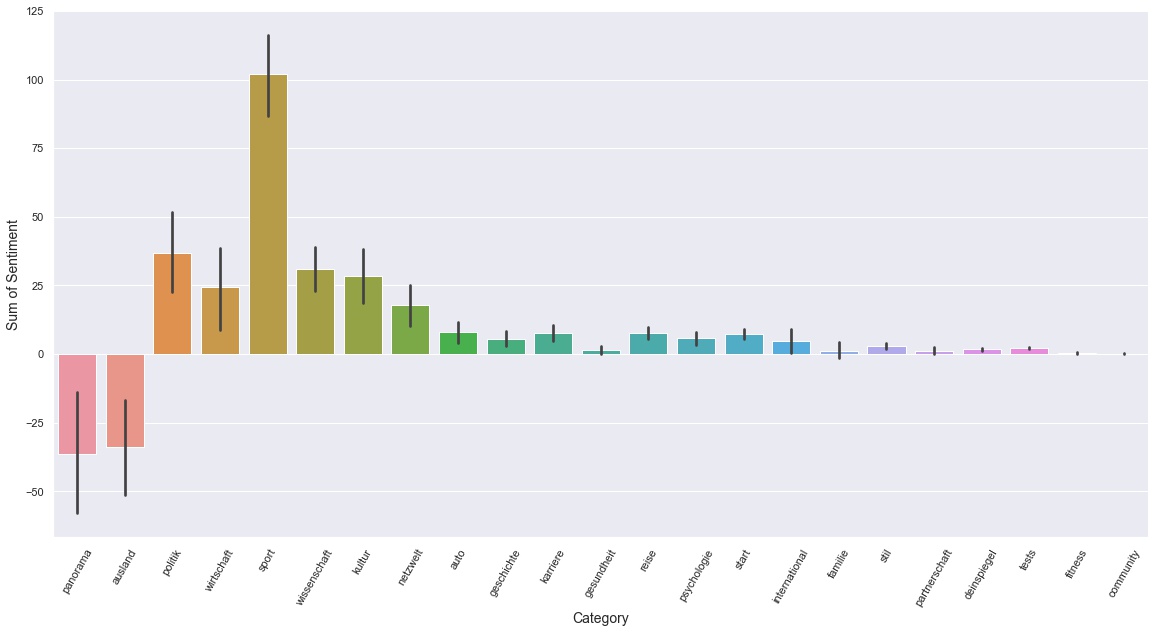 125
100
75
50
25
0
−25
−50
Sum of Sentiment
panorama
ausland
politik
wirtschaft
sport
wissenschaft
kultur
netzwelt
auto
geschichte
karriere
gesundheit
reise
psychologie
start
international
familie
stil
partnerschaft
deinspiegel
tests
fitness
community
Category